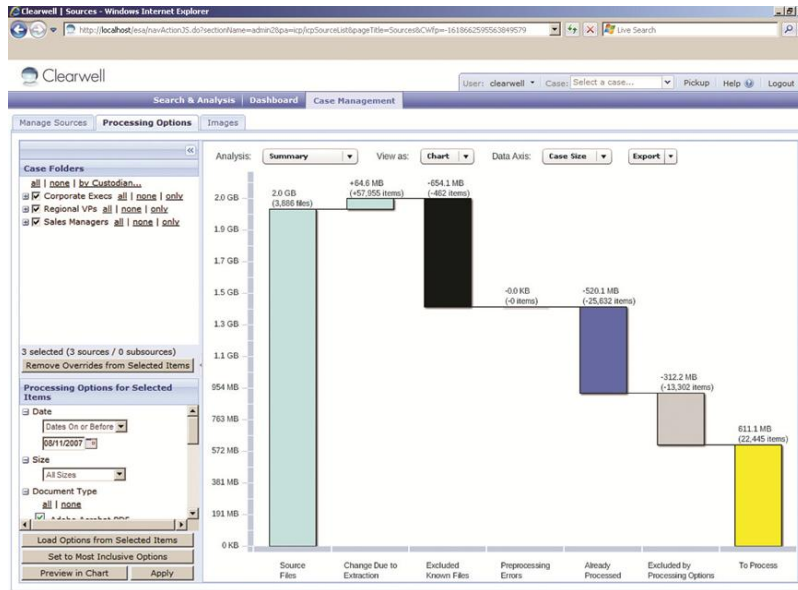 Clearwell | Sources - Windows Internet Explorer
http://localhost/esa/navActionJS.do?sectionName=admin2&pa=icp/icpSourceList&pageTitle=Sources&CWfp=-1618662595563849579
Live Search
Clearwell
User: clearwell Case: Select a case... Pickup Help Logout
Search & Analysis Dashboard Case Management
Manage Sources Processing Options Images
Case Folders
all | none | by Custodian...
Corporate Execs all | none | only
Regional VPs all | none | only
Sales Managers all | none | only
3 selected (3 sources / 0 subsources)
Remove Overrides from Selected Items
Processing Options for Selected Items
Date
Dates On or Before
08/11/2007
Size
All Sizes
Document Type
all | none
Load Options from Selected Items
Set to Most Inclusive Options
Preview in Chart Apply
Analysis: Summary View as: Chart Data Axis: Case Size Export
2.0 GB
1.9 GB
1.7 GB
1.5 GB
1.3 GB
1.1 GB
954 MB
763 MB
572 MB
381 MB
191 MB
0 KB
2.0 GB
(3,886 files)
+64.6 MB
(+57,955 items)
-654.1 MB
(-462 items)
-0.0 KB
(-0 items)
-520.1 MB
(-25,832 items)
-312.2 MB
(-13,302 items)
611.1 MB
(22,445 items)
Source Files
Change Due to Extraction
Excluded Known Files
Preprocessing Errors
Already Processed
Excluded by Processing Options
To Process